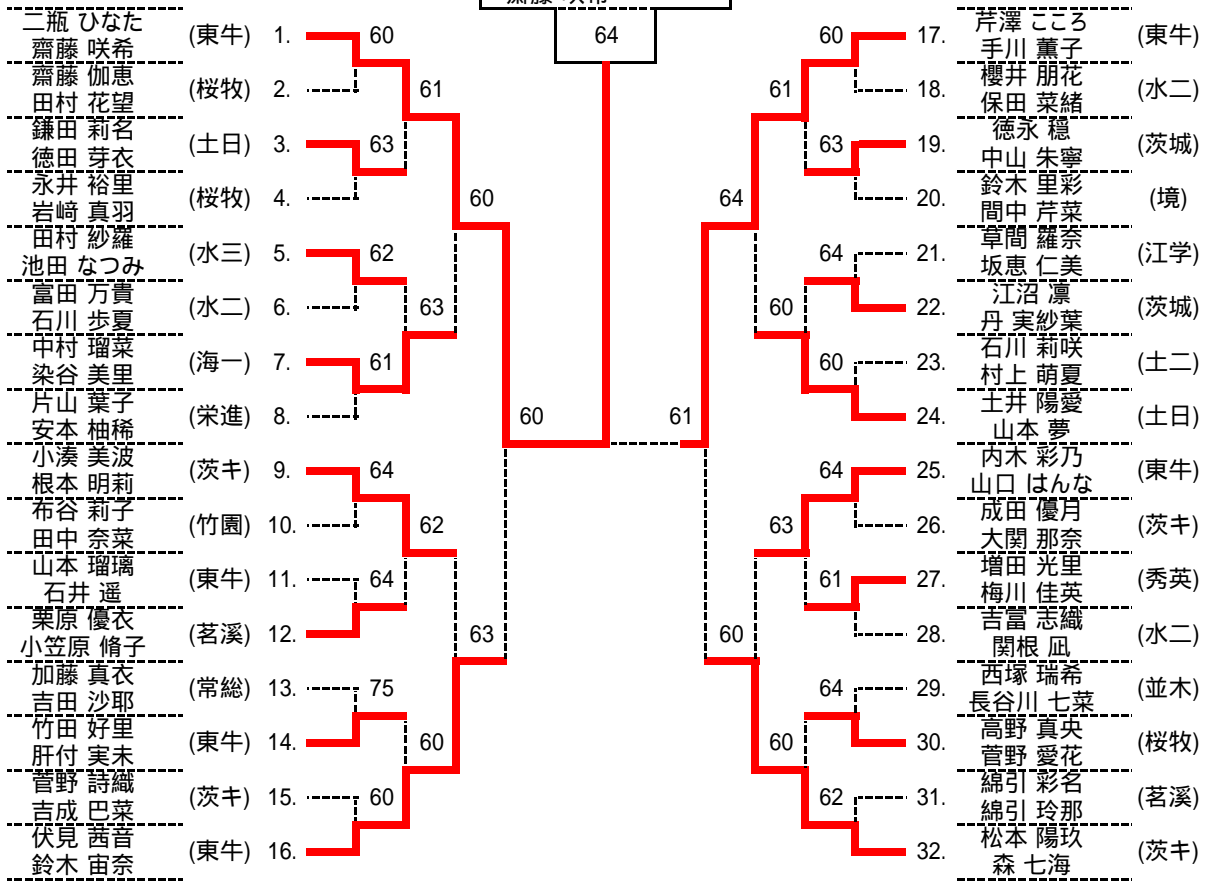 64
二瓶 ひなた
齋藤 咲希
(東牛) 1.
60
齋藤 伽恵
田村 花望
(桜牧) 2.
61
鎌田 莉名
徳田 芽衣
(土日) 3.
63
永井 裕里
岩﨑 真羽
(桜牧) 4.
60
田村 紗羅
池田 なつみ
(水三) 5.
62
富田 万貴
石川 歩夏
(水二) 6.
63
中村 瑠菜
染谷 美里
(海一) 7.
61
片山 葉子
安本 柚稀
(栄進) 8.
60
小湊 美波
根本 明莉
(茨キ) 9.
64
布谷 莉子
田中 奈菜
(竹園) 10.
62
山本 瑠璃
石井 遥
(東牛) 11.
64
栗原 優衣
小笠原 脩子
(茗溪) 12.
63
加藤 真衣
吉田 沙耶
(常総) 13.
75
竹田 好里
肝付 実未
(東牛) 14.
60
菅野 詩織
吉成 巴菜
(茨キ) 15.
60
伏見 茜音
鈴木 宙奈
(東牛) 16.
60
17.
芹澤 こころ
手川 薫子
(東牛)
61
18.
櫻井 朋花
保田 菜緒
(水二)
63
19.
徳永 穏
中山 朱寧
(茨城)
64
20.
鈴木 里彩
間中 芹菜
(境)
64
21.
草間 羅奈
坂恵 仁美
(江学)
60
22.
江沼 凛
丹 実紗葉
(茨城)
60
23.
石川 莉咲
村上 萌夏
(土二)
61
24.
土井 陽愛
山本 夢
(土日)
64
25.
内木 彩乃
山口 はんな
(東牛)
63
26.
成田 優月
大関 那奈
(茨キ)
61
27.
増田 光里
梅川 佳英
(秀英)
60
28.
吉冨 志織
関根 凪
(水二)
64
29.
西塚 瑞希
長谷川 七菜
(並木)
60
30.
高野 真央
菅野 愛花
(桜牧)
62
31.
綿引 彩名
綿引 玲那
(茗溪)
32.
松本 陽玖
森 七海
(茨キ)